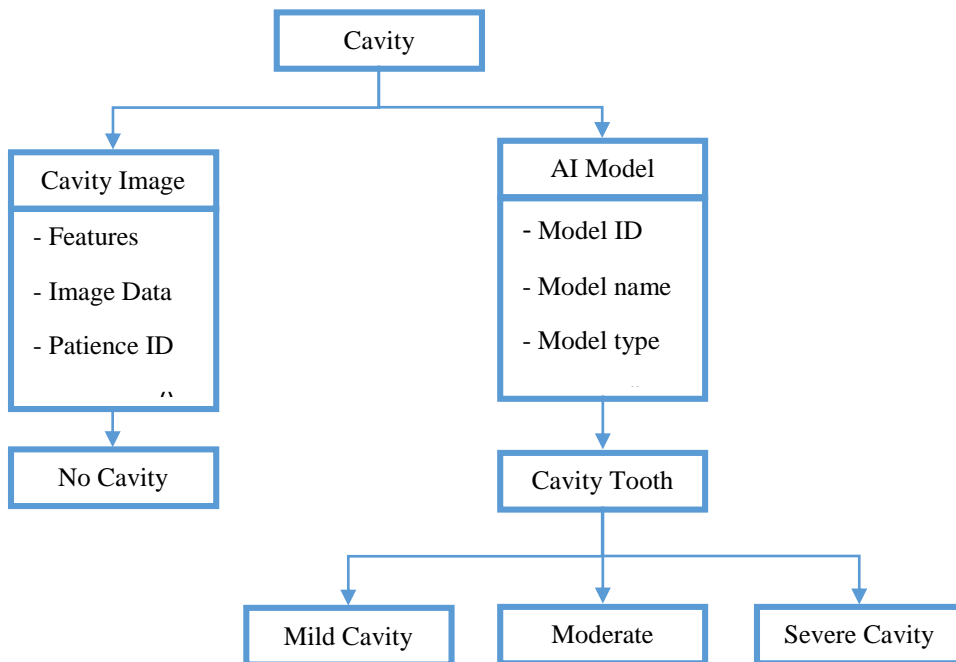 Cavity
Cavity Image
- Features
- Image Data
- Patience ID
AI Model
- Model ID
- Model name
- Model type
No Cavity
Cavity Tooth
Mild Cavity
Moderate
Severe Cavity